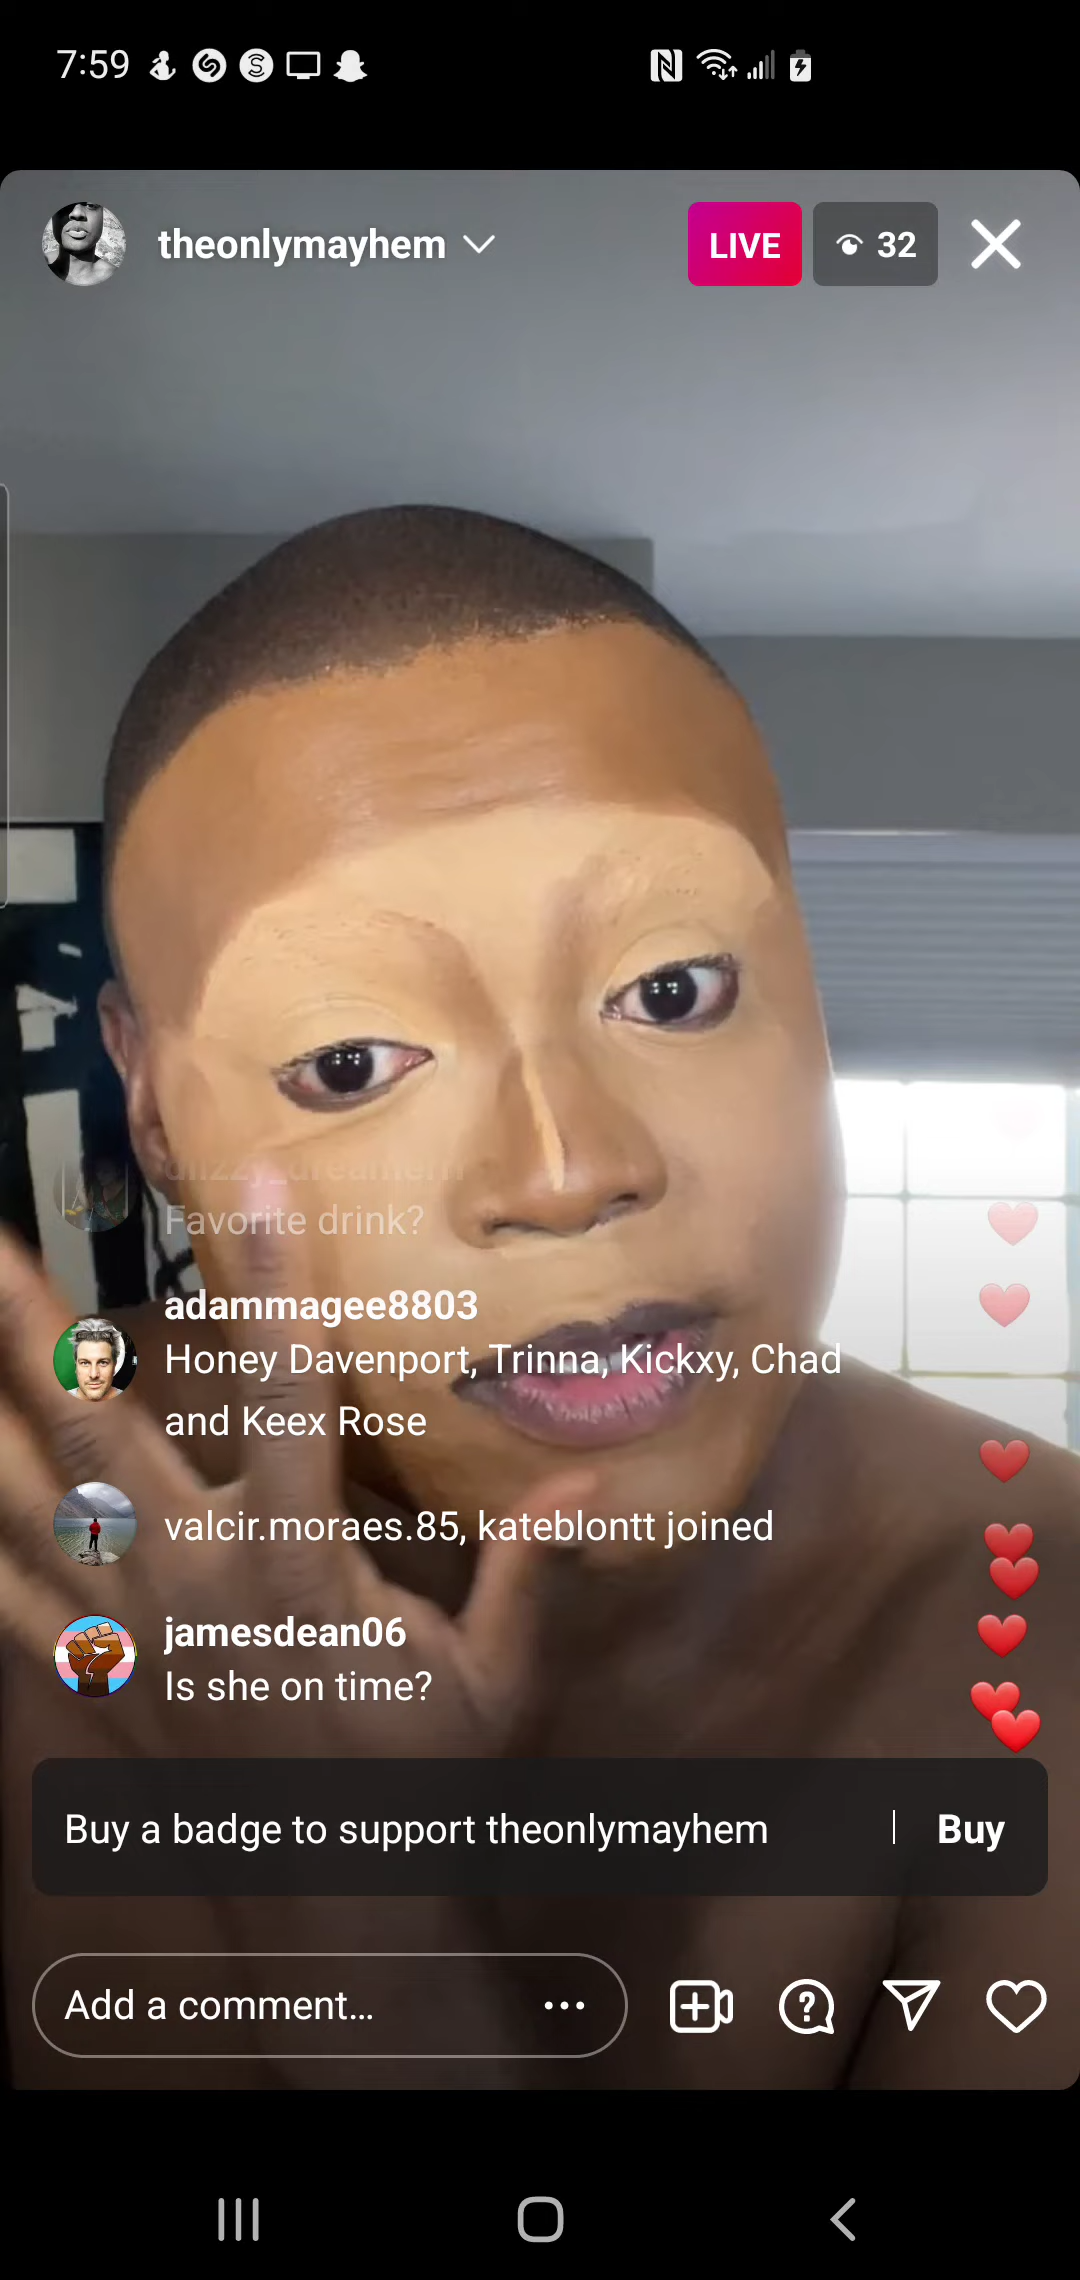 7:59
theonlymayhem
LIVE
32
Favorite drink?
adammagee8803
Honey Davenport, Trinna, Kickxy, Chad
and Keex Rose
valcir.moraes.85, kateblontt joined
jamesdean06
Is she on time?
Buy a badge to support theonlymayhem
Buy
Add a comment...